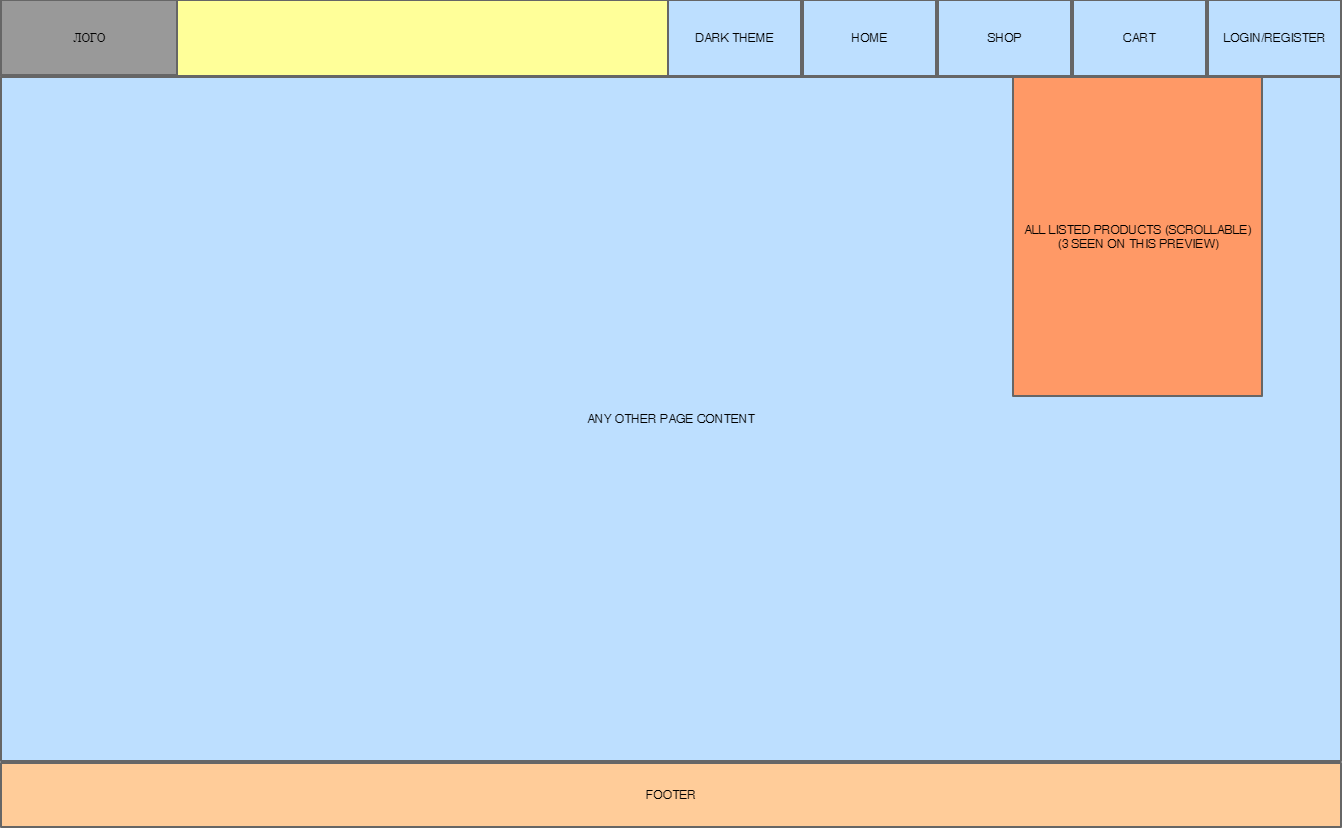 ЛОГО
DARK THEME
HOME
SHOP
CART
LOGIN/REGISTER
ALL LISTED PRODUCTS (SCROLLABLE)
(3 SEEN ON THIS PREVIEW)
ANY OTHER PAGE CONTENT
FOOTER